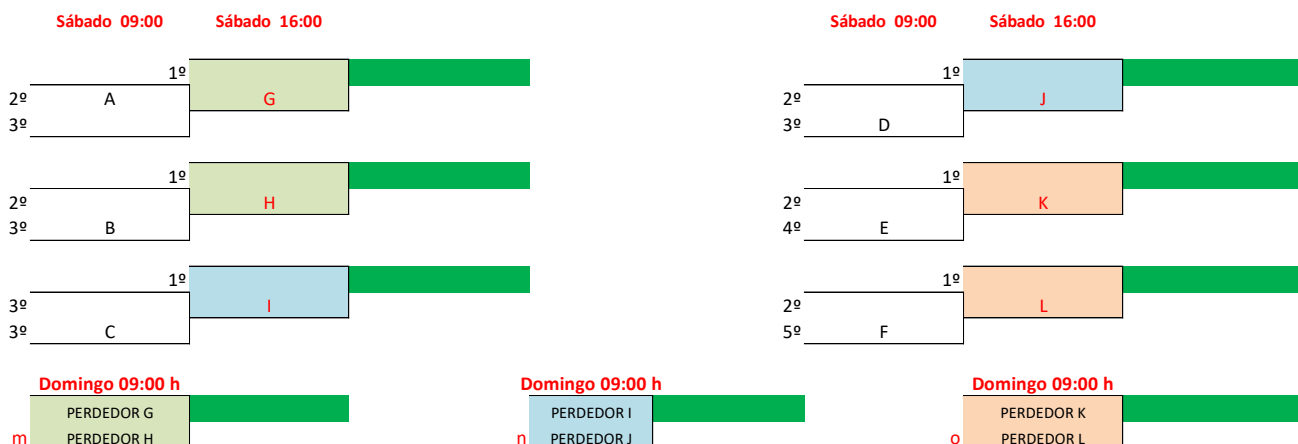 Sábado 09:00 Sábado 16:00 Sábado 09:00 Sábado 16:00
1º 1º
2º A G 2º J
3º 3º D
1º 1º
2º H 2º K
3º B 4º E
1º 1º
3º I 2º L
3º C 5º F
Domingo 09:00 h Domingo 09:00 h Domingo 09:00 h
PERDEDOR G PERDEDOR I PERDEDOR K
m PERDEDOR H n PERDEDOR J o PERDEDOR L